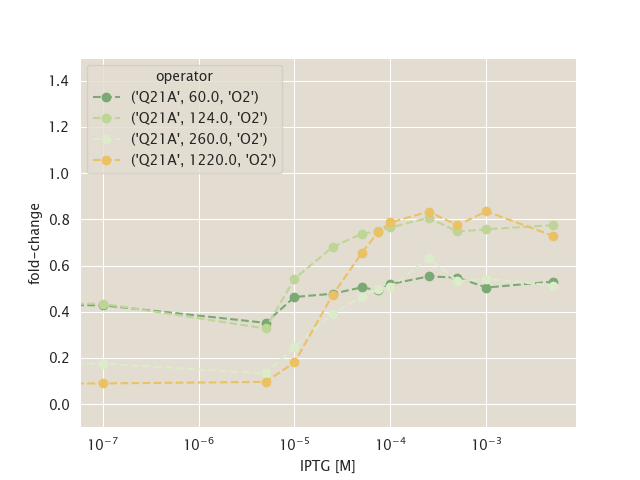 operator
('Q21A', 60.0, 'O2')
('Q21A', 124.0, 'O2')
('Q21A', 260.0, 'O2')
('Q21A', 1220.0, 'O2')
fold-change
1.4
1.2
1.0
0.8
0.6
0.4
0.2
0.0
10⁻⁷ 10⁻⁶ 10⁻⁵ 10⁻⁴ 10⁻³
IPTG [M]